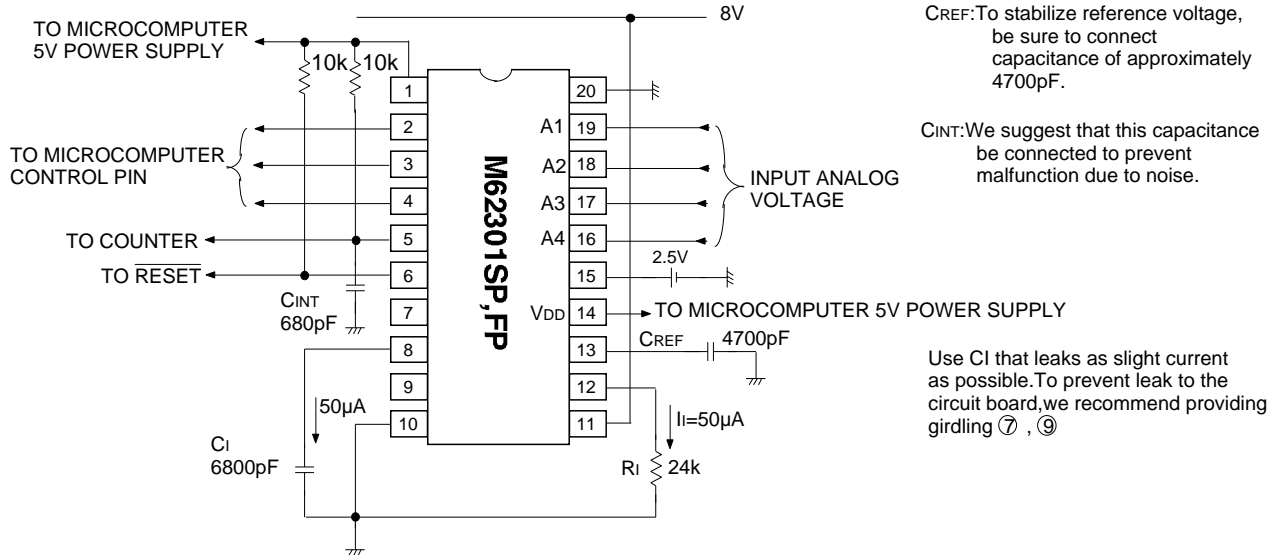 8V
TO MICROCOMPUTER
5V POWER SUPPLY
10k 10k
1
2
3
4
5
6
7
8
9
10
20
19
18
17
16
15
14
13
12
11
A1
A2
A3
A4
VDD
M62301SP,FP
TO MICROCOMPUTER
CONTROL PIN
TO COUNTER
TO RESET
CINT
680pF
50µA
CI
6800pF
INPUT ANALOG
VOLTAGE
2.5V
TO MICROCOMPUTER 5V POWER SUPPLY
CREF 4700pF
II=50µA
RI 24k
CREF:To stabilize reference voltage,
be sure to connect
capacitance of approximately
4700pF.
CINT:We suggest that this capacitance
be connected to prevent
malfunction due to noise.
Use CI that leaks as slight current
as possible.To prevent leak to the
circuit board,we recommend providing
girdling ⑦ , ⑨